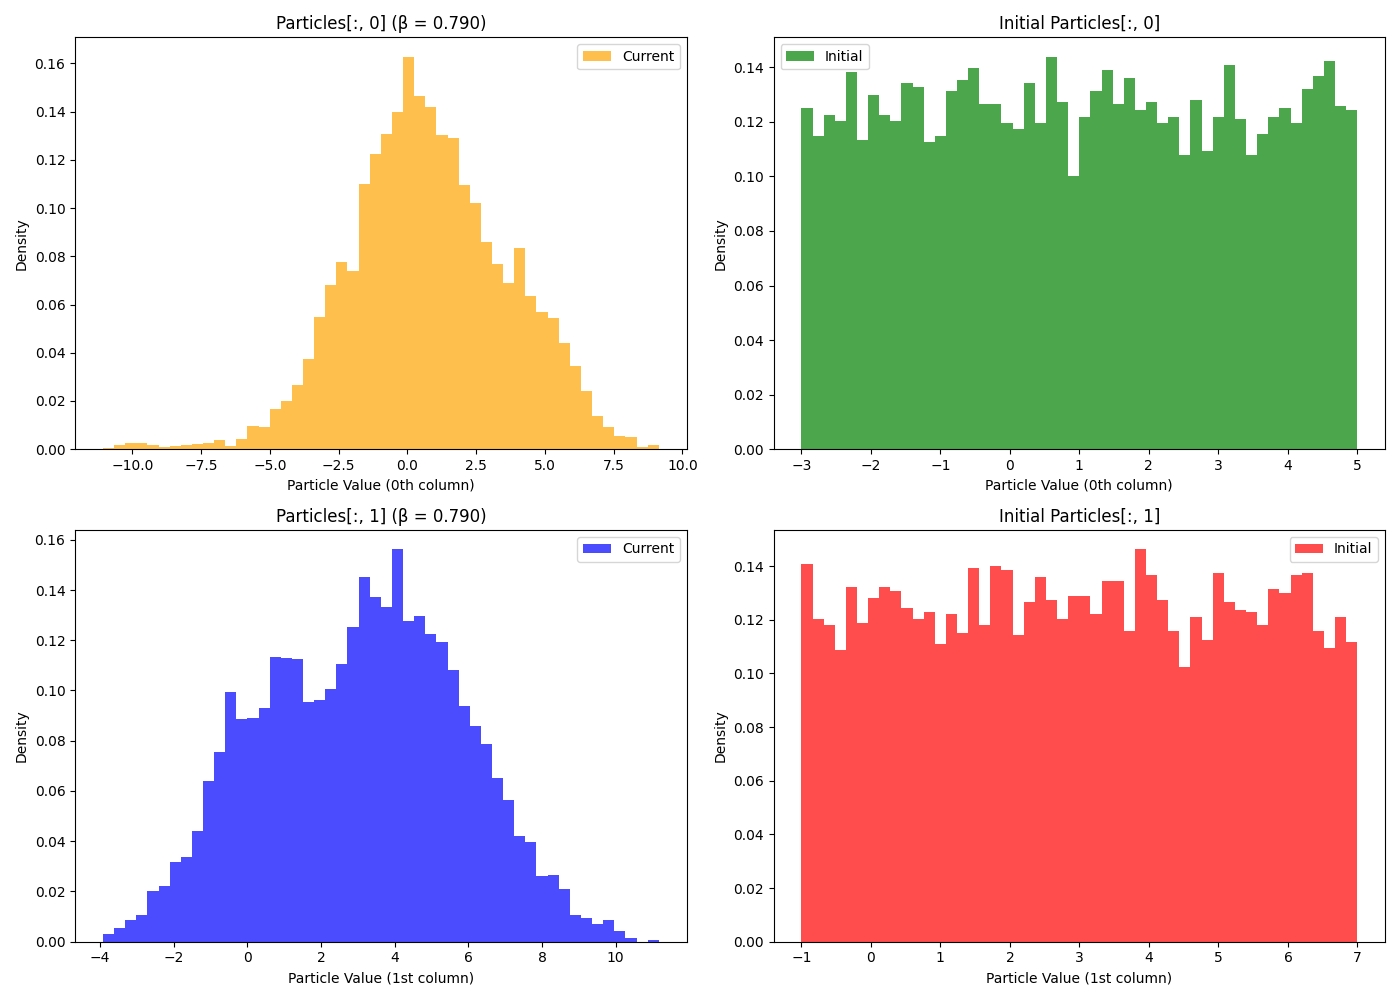 Particles[:, 0] (β = 0.790)
Current
0.16
0.14
0.12
0.10
0.08
0.06
0.04
0.02
0.00
Density
−10.0 −7.5 −5.0 −2.5 0.0 2.5 5.0 7.5 10.0
Particle Value (0th column)
Initial Particles[:, 0]
Initial
0.14
0.12
0.10
0.08
0.06
0.04
0.02
0.00
Density
−3 −2 −1 0 1 2 3 4 5
Particle Value (0th column)
Particles[:, 1] (β = 0.790)
Current
0.16
0.14
0.12
0.10
0.08
0.06
0.04
0.02
0.00
Density
−4 −2 0 2 4 6 8 10
Particle Value (1st column)
Initial Particles[:, 1]
Initial
0.14
0.12
0.10
0.08
0.06
0.04
0.02
0.00
Density
−1 0 1 2 3 4 5 6 7
Particle Value (1st column)